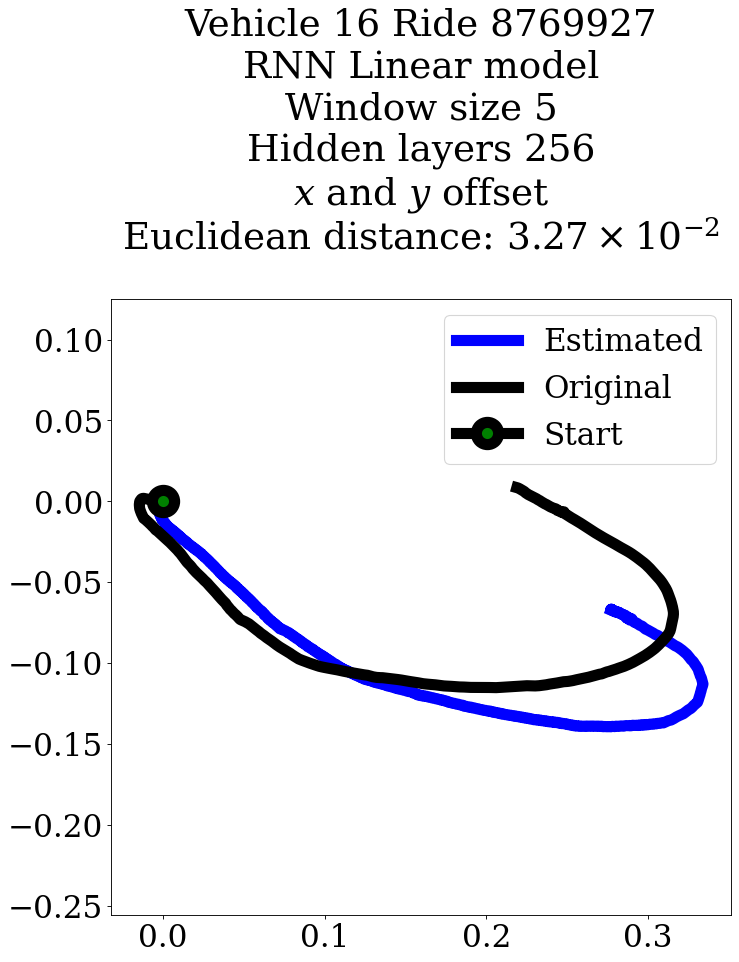 Vehicle 16 Ride 8769927
RNN Linear model
Window size 5
Hidden layers 256
x and y offset
Euclidean distance: 3.27 × 10⁻²
Estimated
Original
Start
0.10
0.05
0.00
−0.05
−0.10
−0.15
−0.20
−0.25
0.0 0.1 0.2 0.3